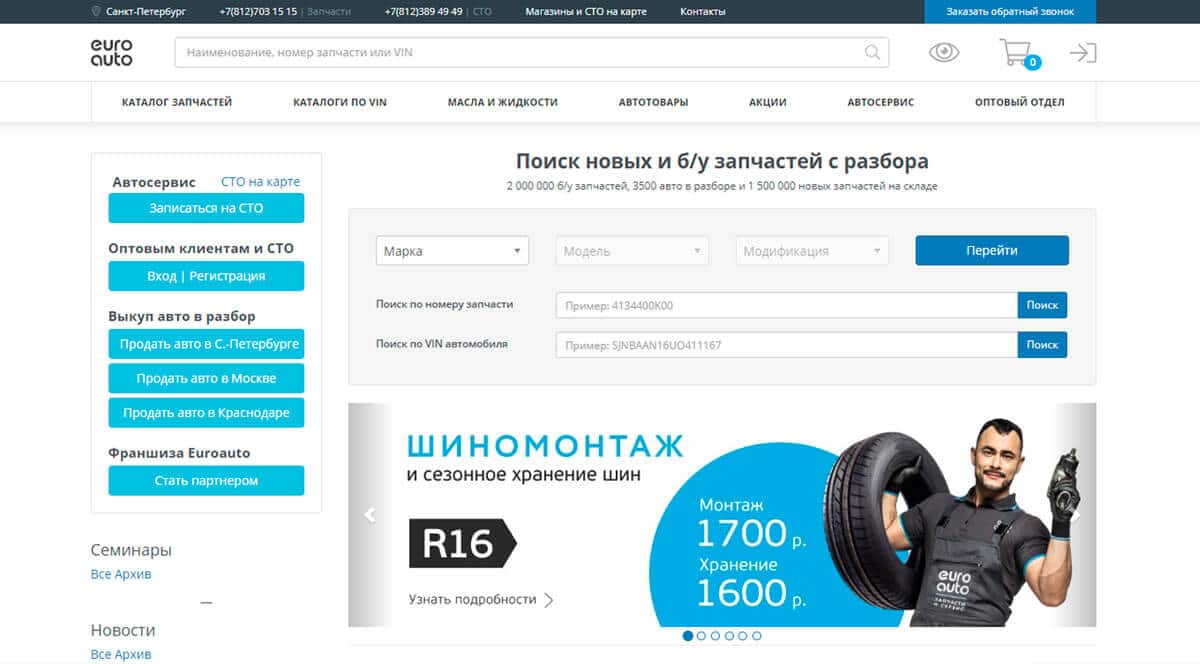 Санкт-Петербург
+7(812)703 15 15 | Запчасти
+7(812)389 49 49 | СТО
Магазины и СТО на карте
Контакты
Заказать обратный звонок
euro
auto
Наименование, номер запчасти или VIN
0
КАТАЛОГ ЗАПЧАСТЕЙ
КАТАЛОГИ ПО VIN
МАСЛА И ЖИДКОСТИ
АВТОТОВАРЫ
АКЦИИ
АВТОСЕРВИС
ОПТОВЫЙ ОТДЕЛ
Автосервис
СТО на карте
Записаться на СТО
Оптовым клиентам и СТО
Вход | Регистрация
Выкуп авто в разбор
Продать авто в С.-Петербурге
Продать авто в Москве
Продать авто в Краснодаре
Франшиза Euroauto
Стать партнером
Семинары
Все Архив
—
Новости
Все Архив
Поиск новых и б/у запчастей с разбора
2 000 000 б/у запчастей, 3500 авто в разборе и 1 500 000 новых запчастей на складе
Марка
Модель
Модификация
Перейти
Поиск по номеру запчасти
Пример: 4134400K00
Поиск
Поиск по VIN автомобиля
Пример: SJNBAAN16UO411167
Поиск
ШИНОМОНТАЖ
и сезонное хранение шин
R16
Узнать подробности
Монтаж
1700 р.
Хранение
1600 р.
euro
auto
ЗАПЧАСТИ
И СЕРВИС